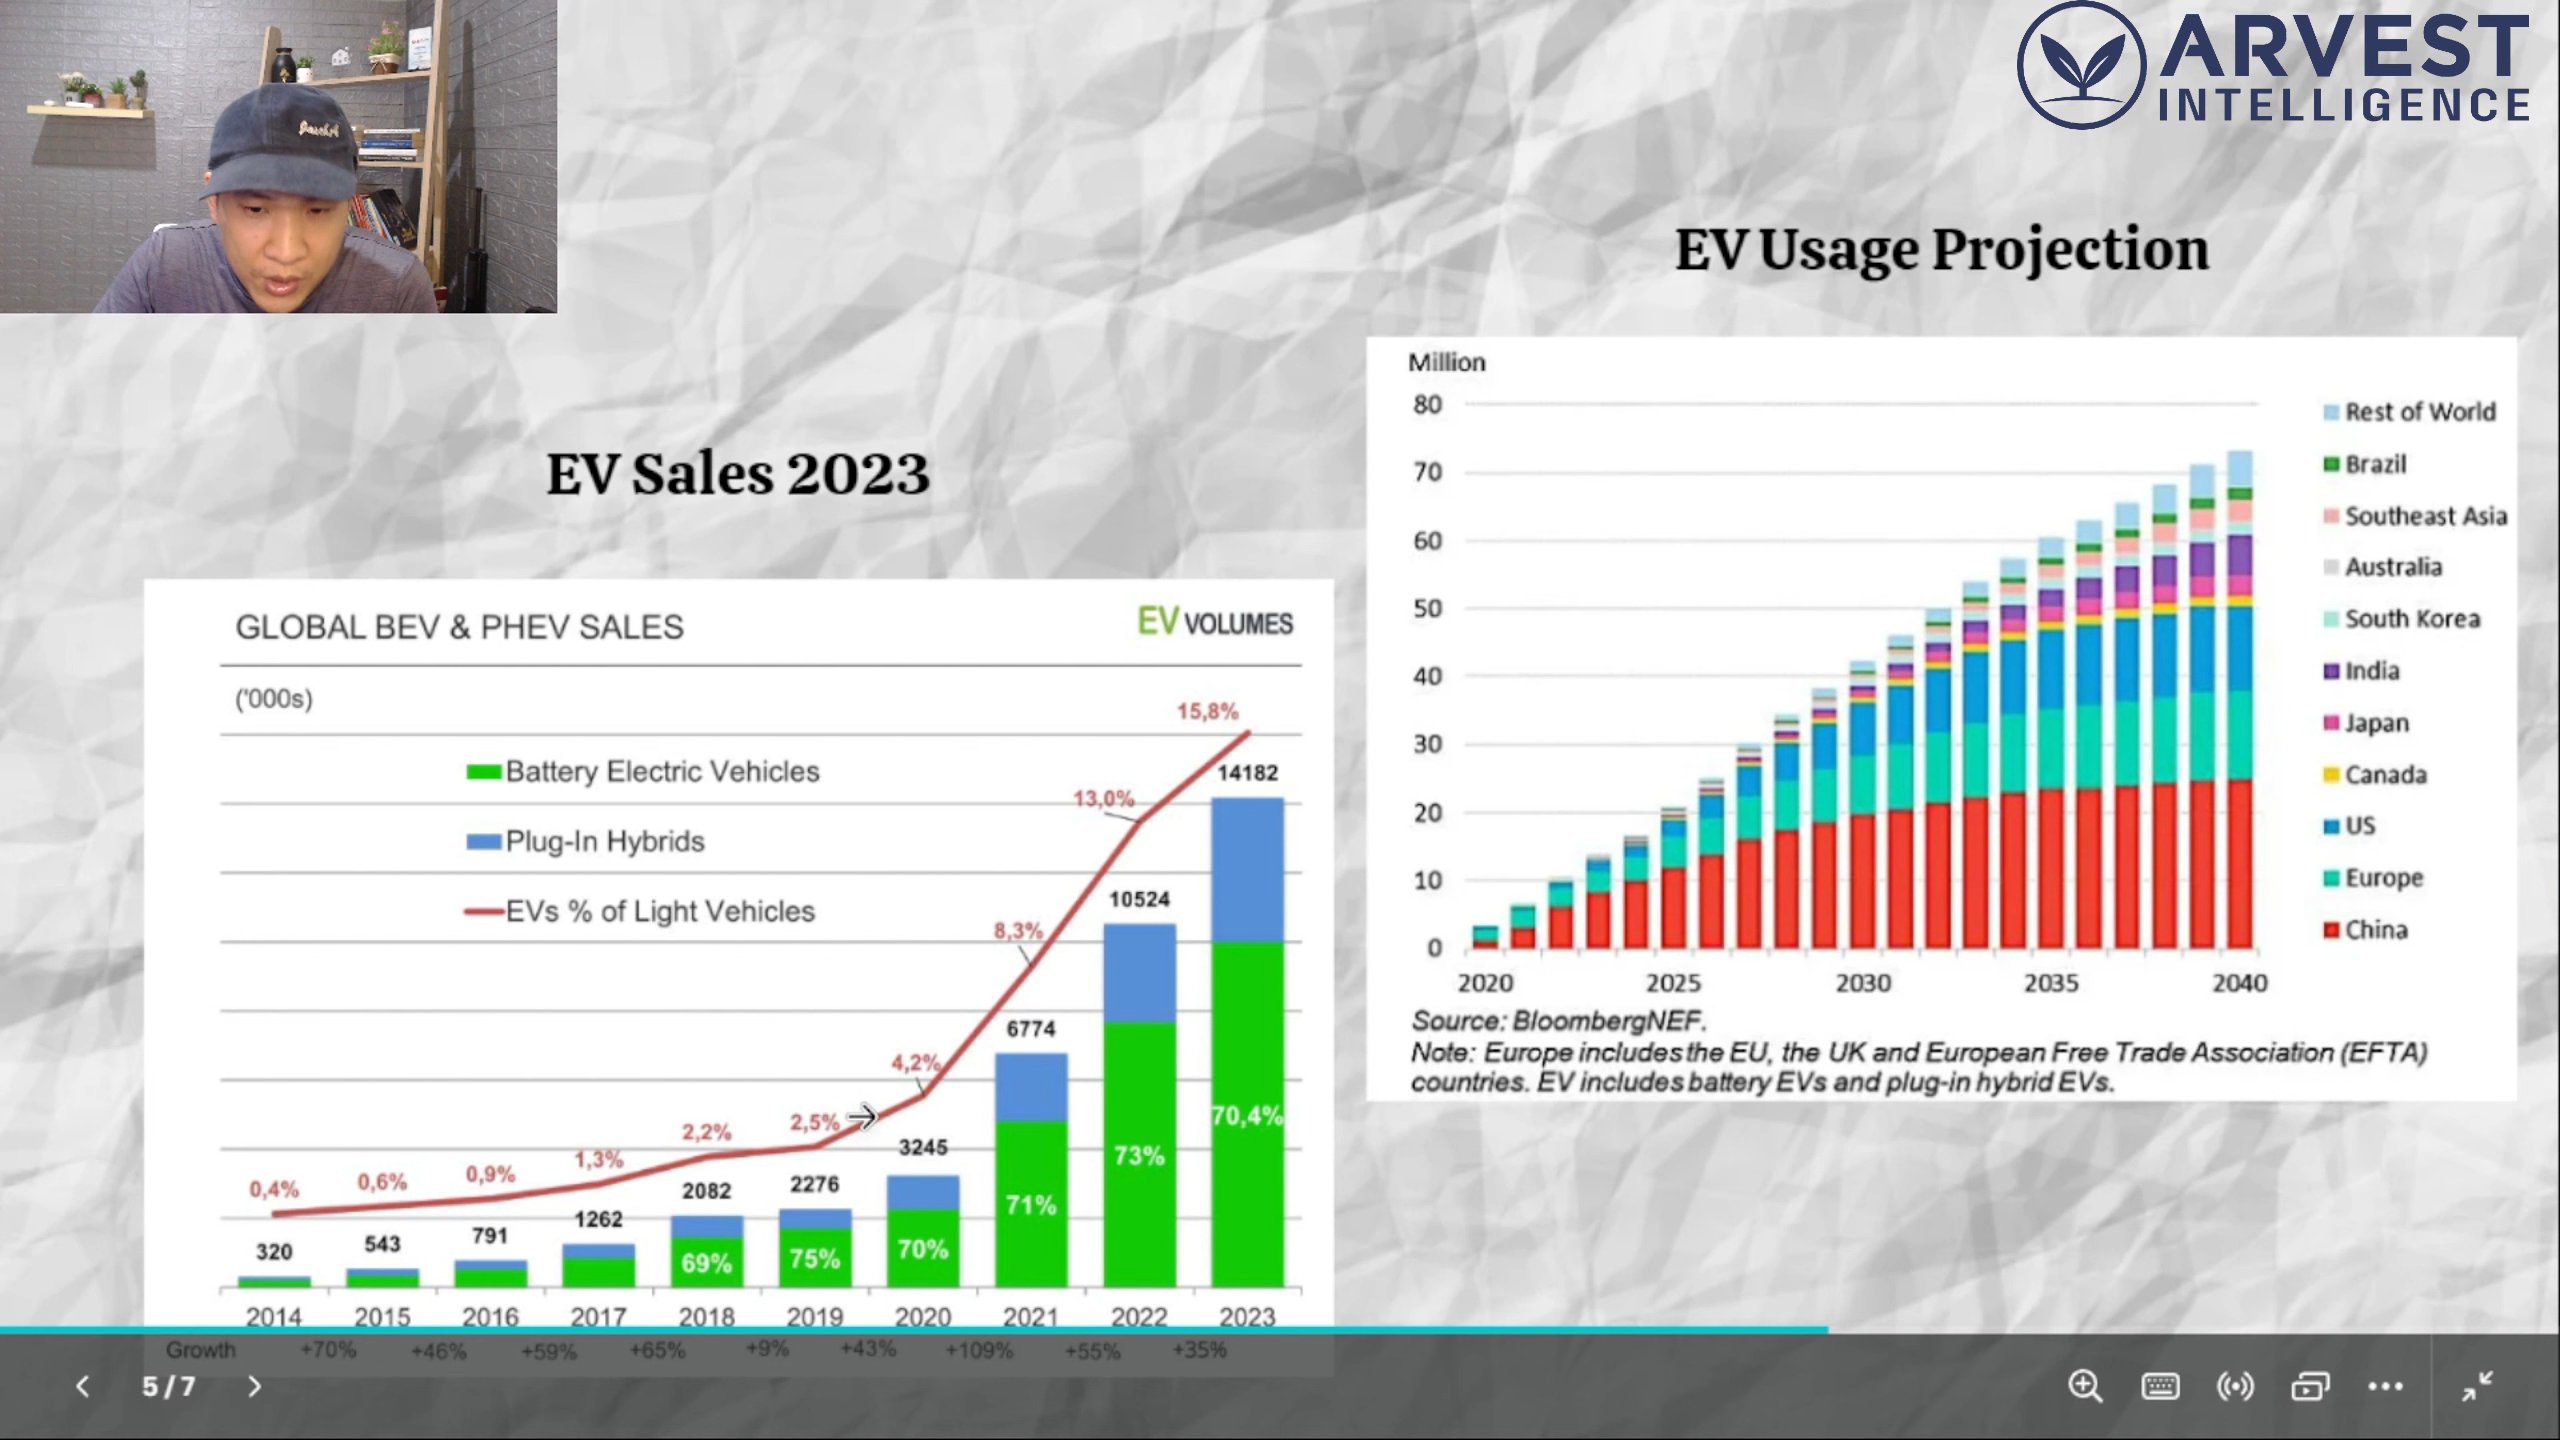 ARVEST
INTELLIGENCE
EV Usage Projection
Million
80
70
60
50
40
30
20
10
0
2020 2025 2030 2035 2040
Rest of World
Brazil
Southeast Asia
Australia
South Korea
India
Japan
Canada
US
Europe
China
Source: BloombergNEF.
Note: Europe includes the EU, the UK and European Free Trade Association (EFTA)
countries. EV includes battery EVs and plug-in hybrid EVs.
EV Sales 2023
GLOBAL BEV & PHEV SALES
EV VOLUMES
('000s)
Battery Electric Vehicles
Plug-In Hybrids
EVs % of Light Vehicles
0,4% 0,6% 0,9% 1,3% 2,2% 2,5% 4,2% 8,3% 13,0% 15,8%
320 543 791 1262 2082 2276 3245 6774 10524 14182
69% 75% 70% 71% 73% 70,4%
2014 2015 2016 2017 2018 2019 2020 2021 2022 2023
Growth +70% +46% +59% +65% +9% +43% +109% +55% +35%
5 / 7